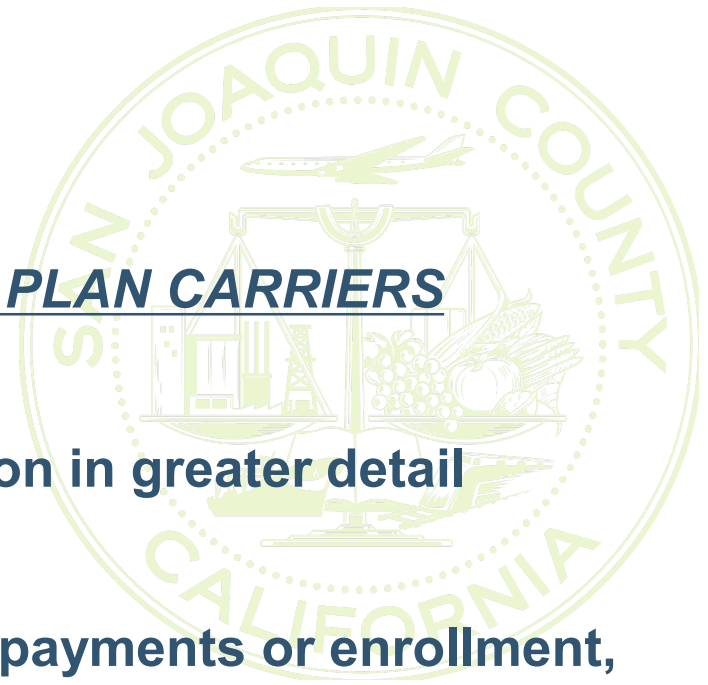 SAN JOAQUIN COUNTY
PLAN CARRIERS
on in greater detail
payments or enrollment,
CALIFORNIA